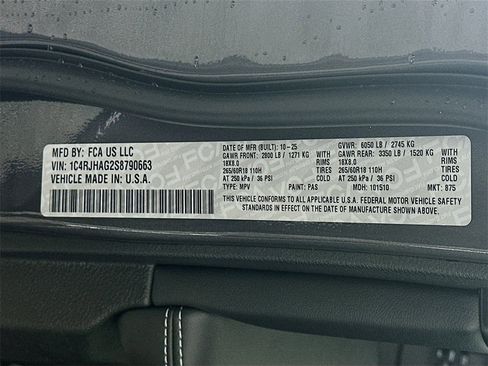 MFD BY: FCA US LLC
VIN: 1C4RJHAG2S8790663
VEHICLE MADE IN: U.S.A.
DATE OF MFR (BUILT): 10-25 GVWR: 6050 LB / 2745 KG
GAWR FRONT: 2800 LB / 1271 KG WITH GAWR REAR: 3350 LB / 1520 KG WITH
18X8.0 RIMS 18X8.0 RIMS
265/60R18 110H TIRES 265/60R18 110H TIRES
AT 250 kPa / 36 PSI COLD AT 250 kPa / 36 PSI COLD
TYPE: MPV PAINT: PAS MDH: 101510 MKT: 875
THIS VEHICLE CONFORMS TO ALL APPLICABLE U.S.A. FEDERAL MOTOR VEHICLE SAFETY
STANDARDS IN EFFECT ON THE DATE OF MANUFACTURE SHOWN ABOVE.